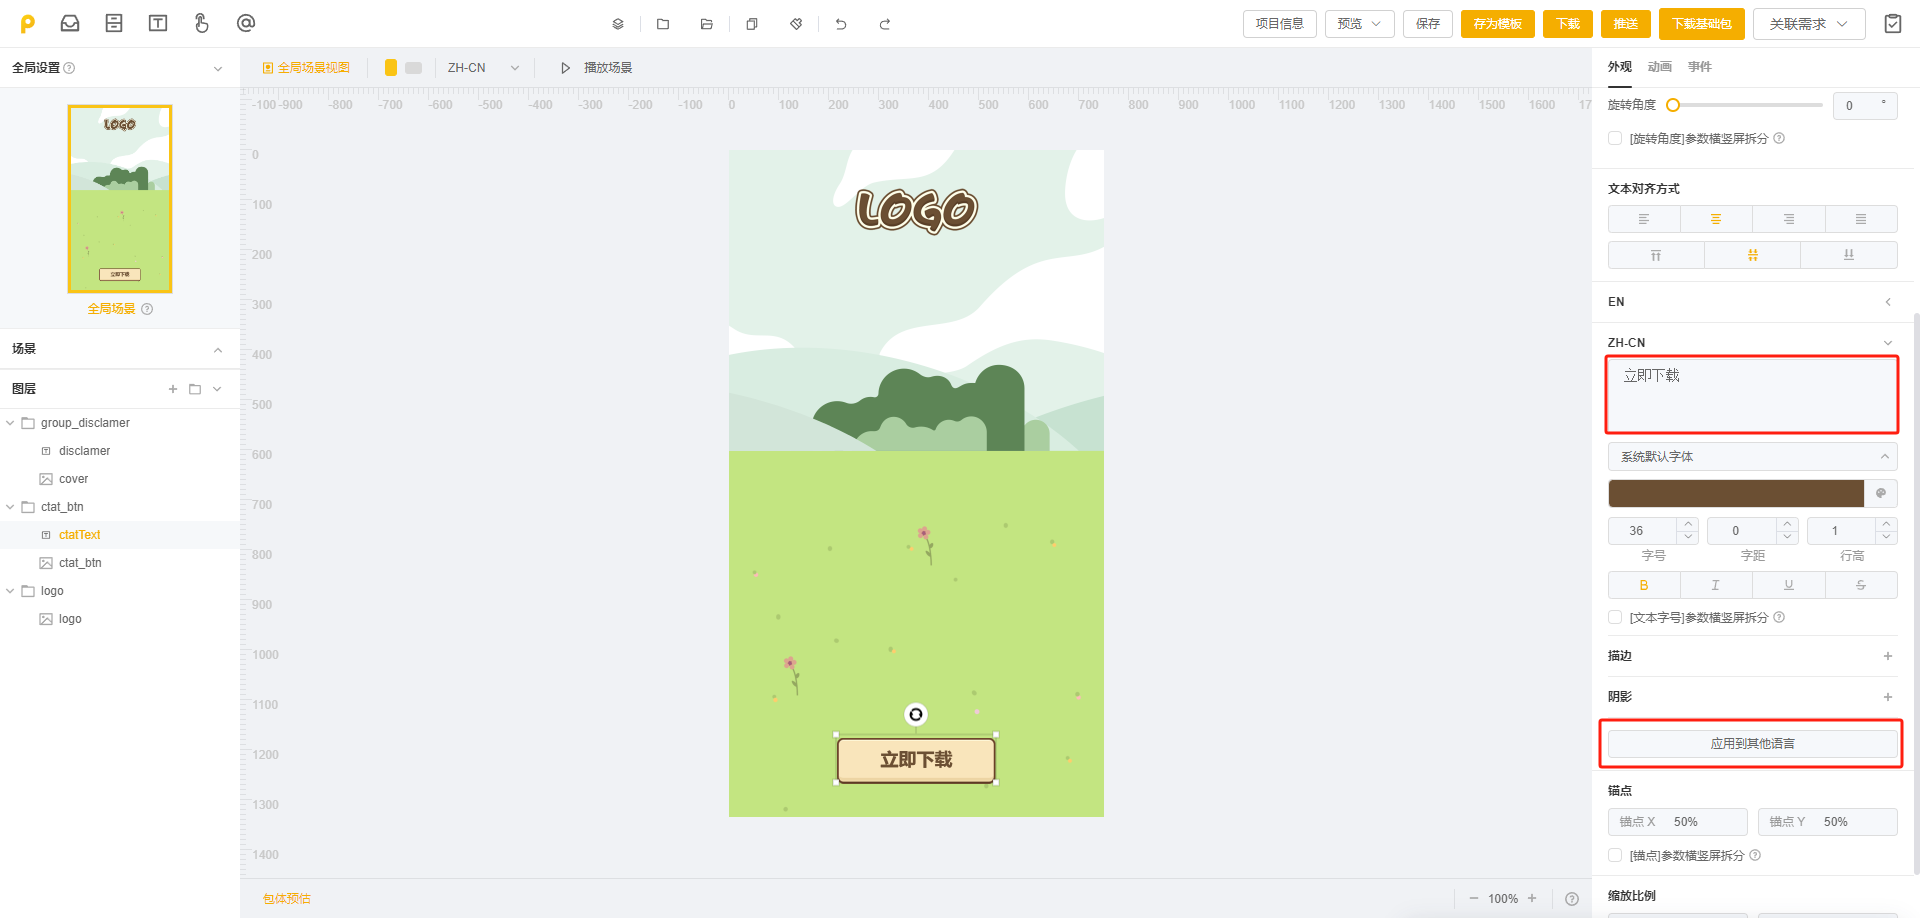 项目信息
预览
保存
存为模板
下载
推送
下载基础包
关联需求
全局设置
全局场景视图
ZH-CN
播放场景
外观 动画 事件
-100 -900 -800 -700 -600 -500 -400 -300 -200 -100 0 100 200 300 400 500 600 700 800 900 1000 1100 1200 1300 1400 1500 1600 17
0
100
200
300
400
500
600
700
800
900
1000
1100
1200
1300
1400
LOGO
立即下载
全局场景
场景
图层
group_disclamer
disclamer
cover
ctat_btn
ctatText
ctat_btn
logo
logo
LOGO
立即下载
包体预估
100%
旋转角度 0 °
[旋转角度]参数横竖屏拆分
文本对齐方式
EN
ZH-CN
立即下载
系统默认字体
36 0 1
字号 字距 行高
B I U S
[文本字号]参数横竖屏拆分
描边
阴影
应用到其他语言
锚点
锚点 X 50% 锚点 Y 50%
[锚点]参数横竖屏拆分
缩放比例